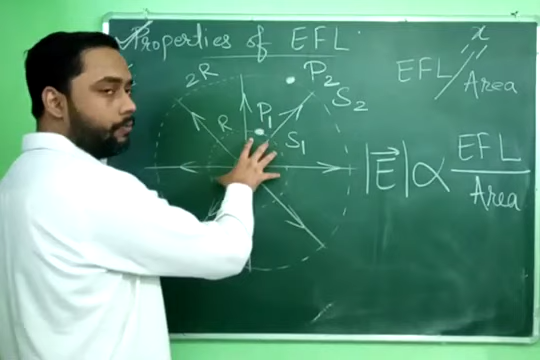 Properties of EFL
2R
P2
S2
P1
R
S1
x
EFL/Area
|E| ∝ EFL/Area